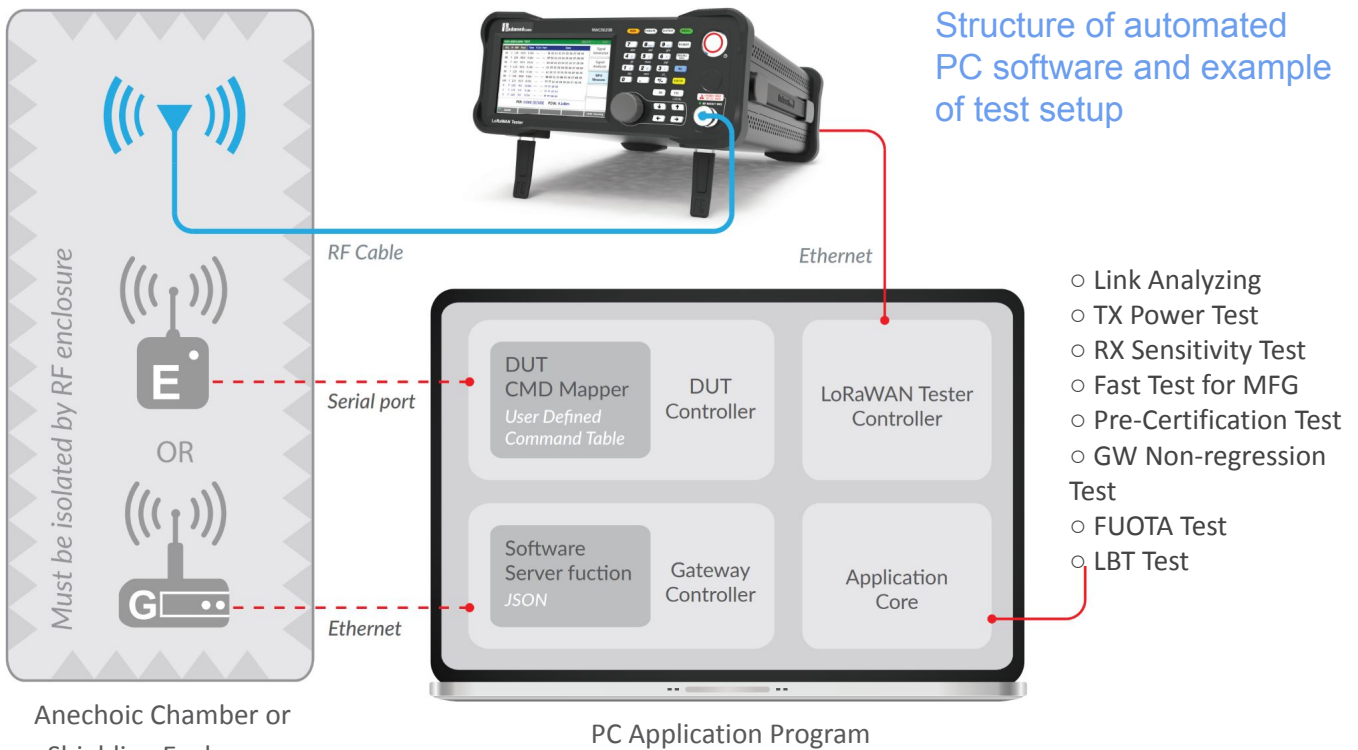 Structure of automated
PC software and example
of test setup
LoRaWAN Tester
RF Cable
Ethernet
Must be isolated by RF enclosure
E
OR
G
Serial port
Ethernet
DUT
CMD Mapper
User Defined
Command Table
DUT
Controller
LoRaWAN Tester
Controller
Software
Server fuction
JSON
Gateway
Controller
Application
Core
○ Link Analyzing
○ TX Power Test
○ RX Sensitivity Test
○ Fast Test for MFG
○ Pre-Certification Test
○ GW Non-regression
Test
○ FUOTA Test
○ LBT Test
Anechoic Chamber or
PC Application Program